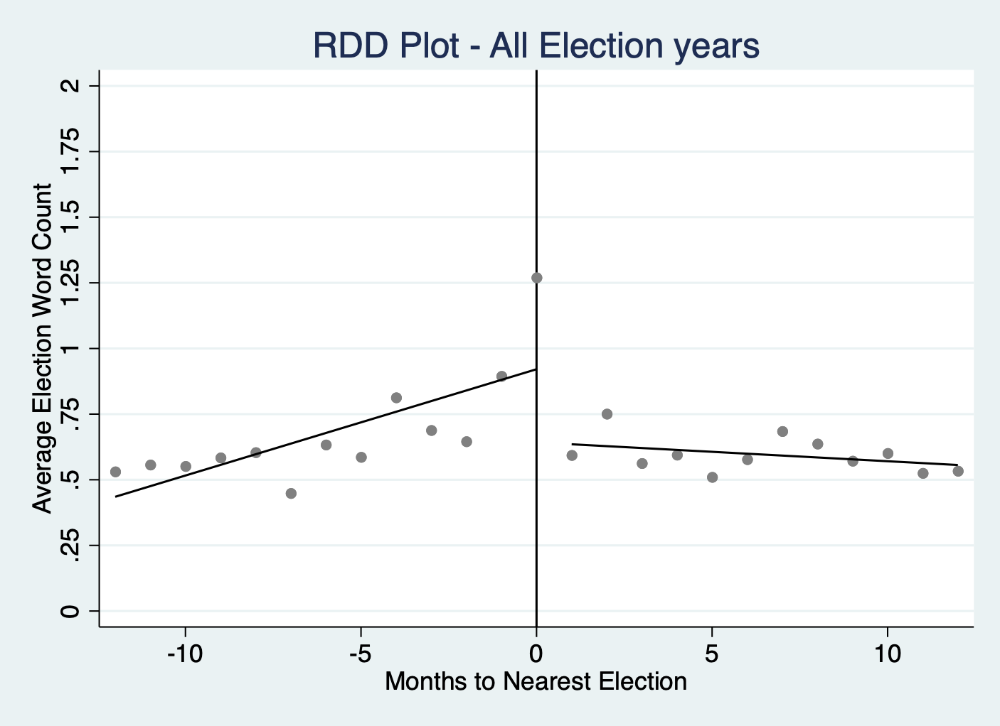 RDD Plot - All Election years
Average Election Word Count
2
1.75
1.5
1.25
1
.75
.5
.25
0
-10 -5 0 5 10
Months to Nearest Election